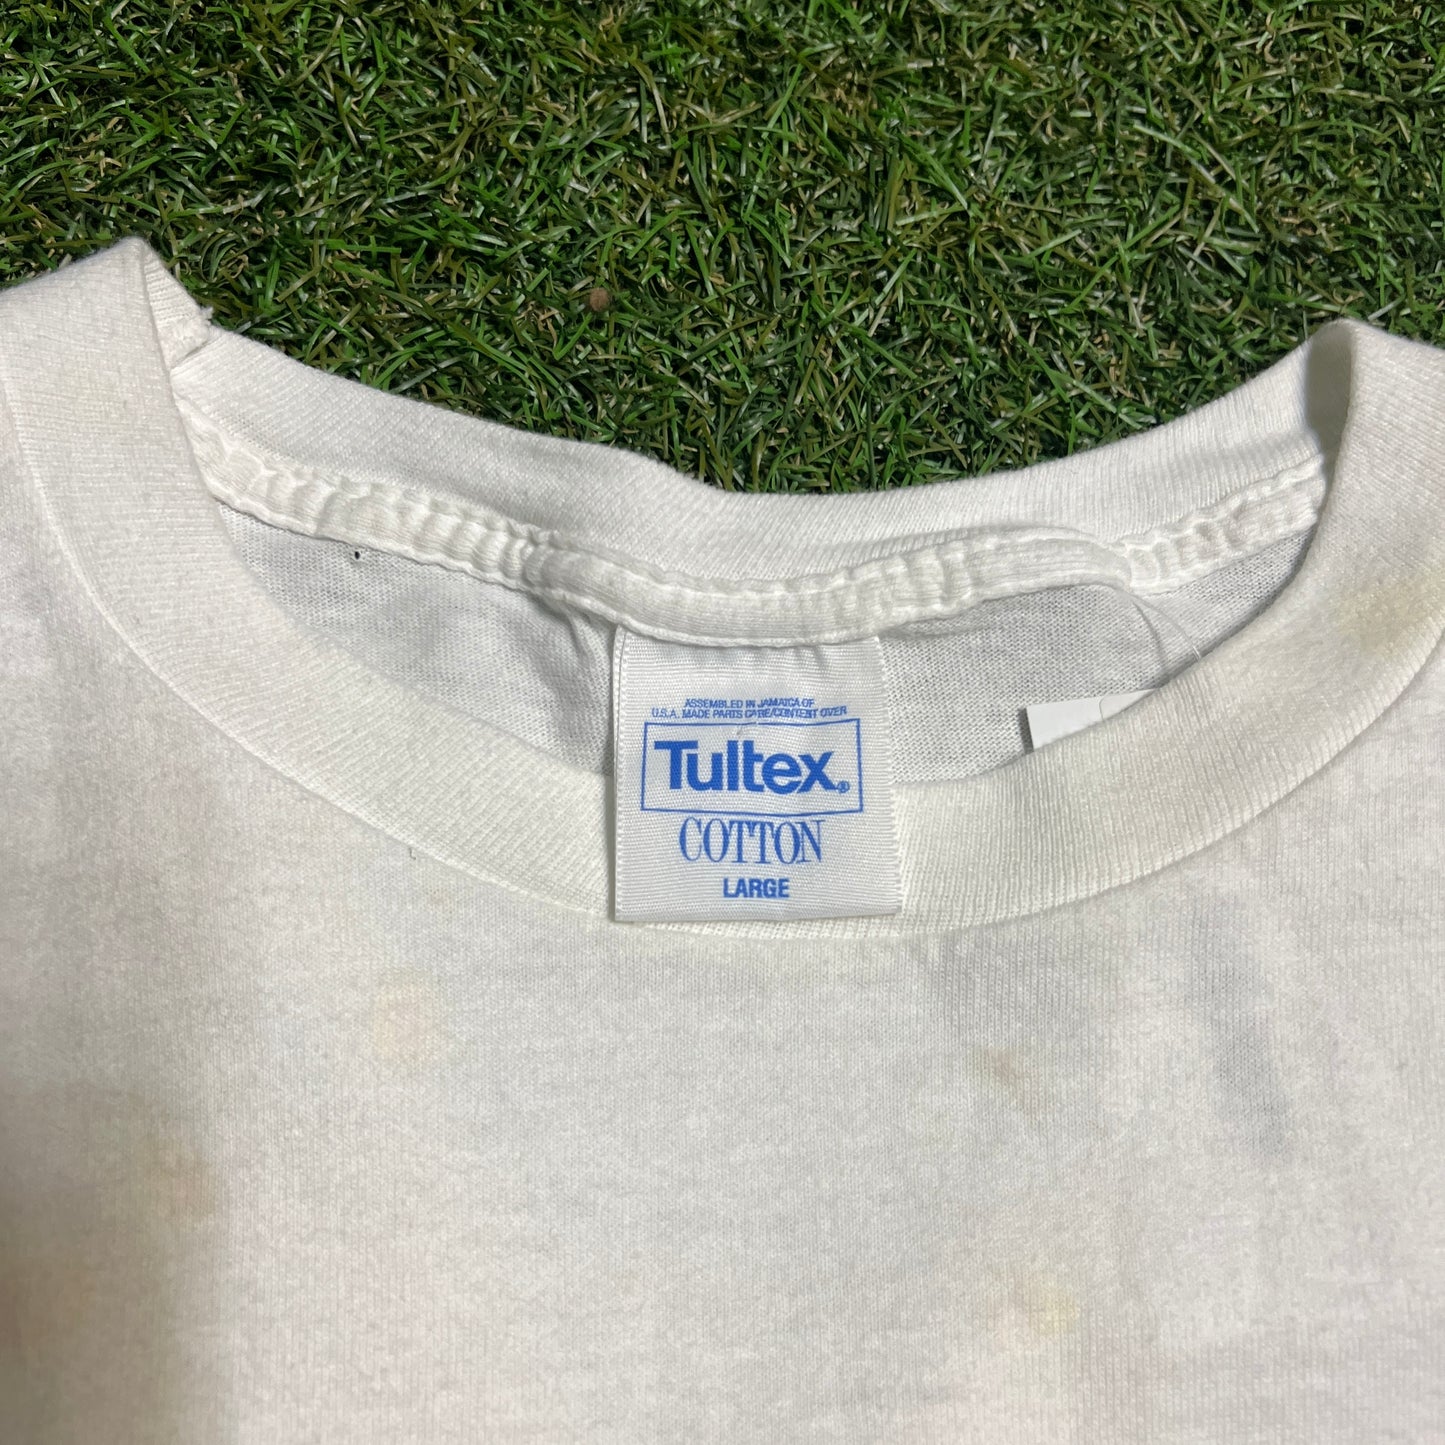 ASSEMBLED IN JAMAICA OF
U.S.A. MADE PARTS CARE/CONTENT OVER
Tultex®
COTTON
LARGE